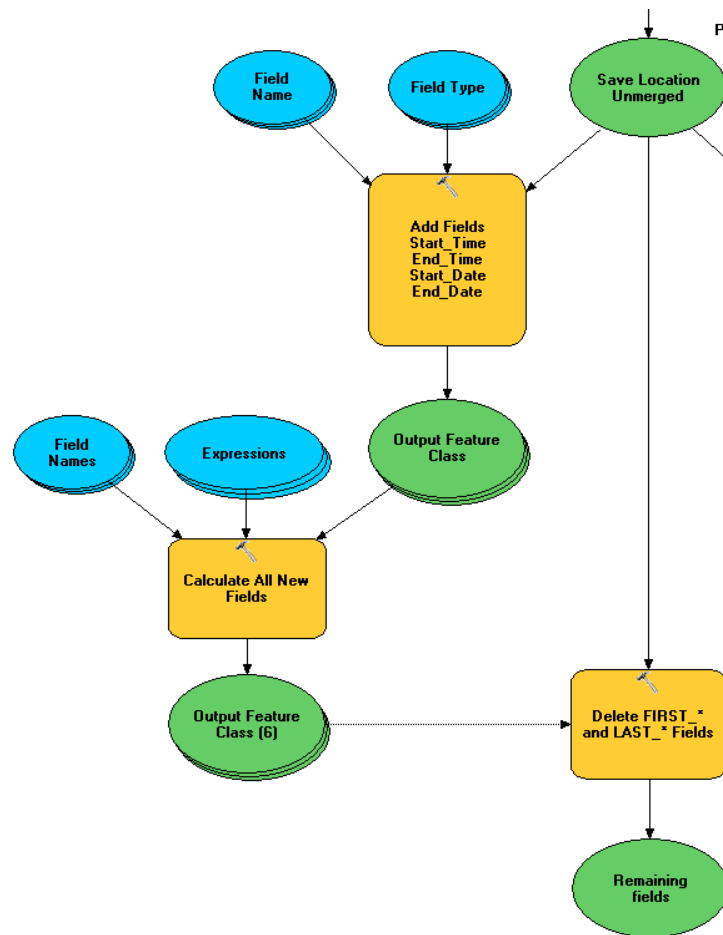 P
Field
Name
Field Type
Save Location
Unmerged
Add Fields
Start_Time
End_Time
Start_Date
End_Date
Field
Names
Expressions
Output Feature
Class
Calculate All New
Fields
Output Feature
Class (6)
Delete FIRST_*
and LAST_* Fields
Remaining
fields